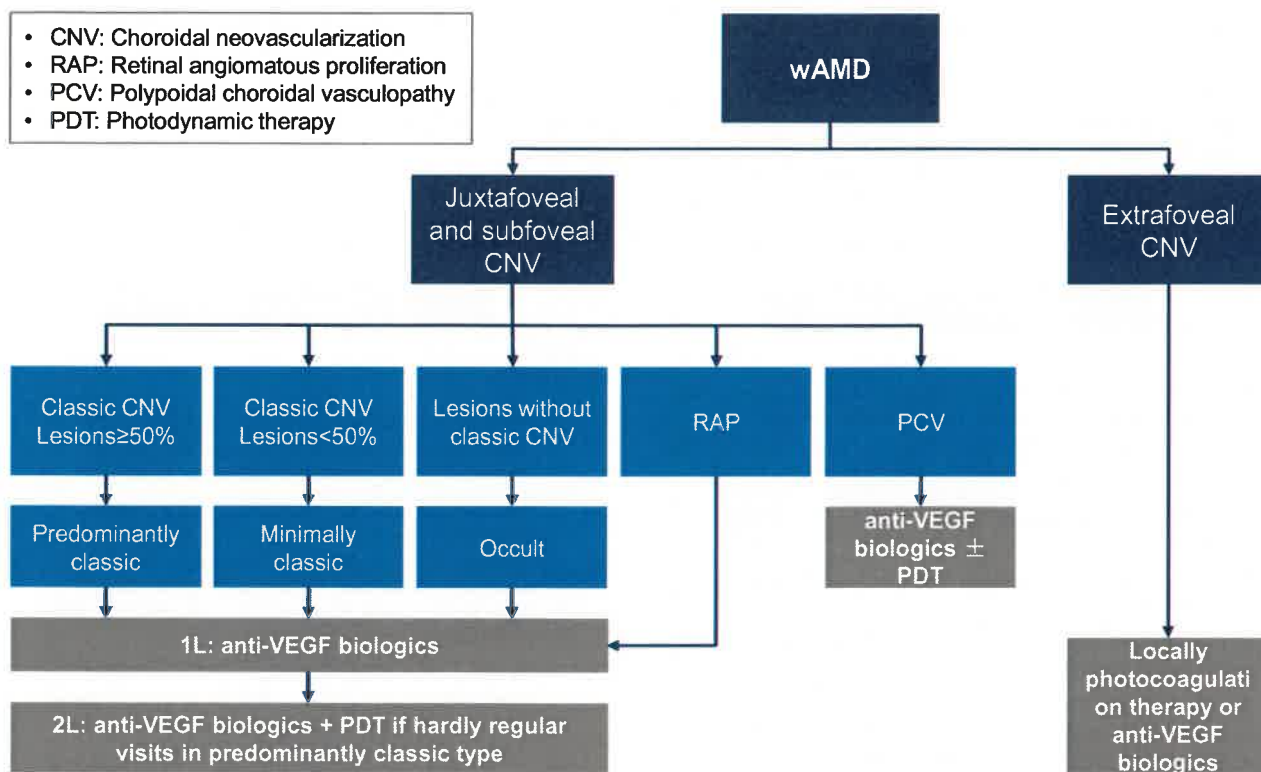 • CNV: Choroidal neovascularization
• RAP: Retinal angiomatous proliferation
• PCV: Polypoidal choroidal vasculopathy
• PDT: Photodynamic therapy
wAMD
Juxtafoveal
and subfoveal
CNV
Extrafoveal
CNV
Classic CNV
Lesions≥50%
Classic CNV
Lesions<50%
Lesions without
classic CNV
RAP
PCV
Predominantly
classic
Minimally
classic
Occult
anti-VEGF
biologics ±
PDT
1L: anti-VEGF biologics
2L: anti-VEGF biologics + PDT if hardly regular
visits in predominantly classic type
Locally
photocoagulati
on therapy or
anti-VEGF
biologics